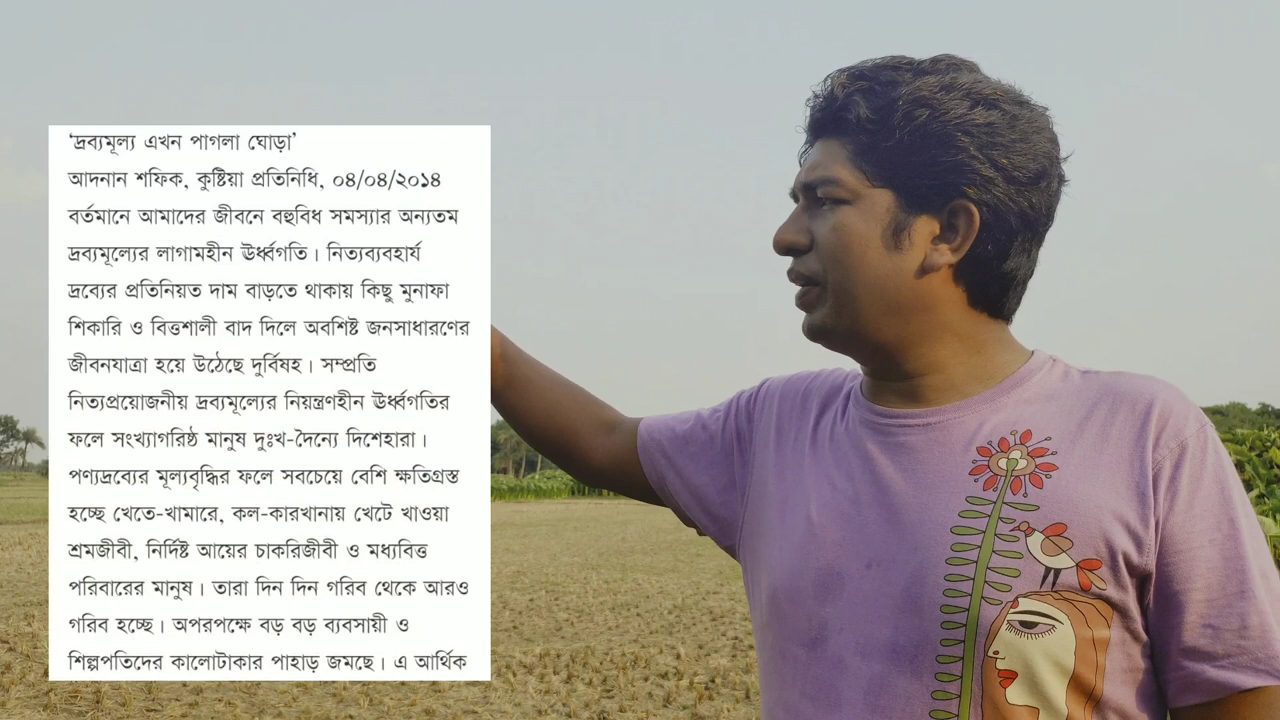 ‘দ্রব্যমূল্য এখন পাগলা ঘোড়া’
আদনান শফিক, কুষ্টিয়া প্রতিনিধি, ০৪/০৪/২০১৪
বর্তমানে আমাদের জীবনে বহুবিধ সমস্যার অন্যতম
দ্রব্যমূল্যের লাগামহীন ঊর্ধ্বগতি। নিত্যব্যবহার্য
দ্রব্যের প্রতিনিয়ত দাম বাড়তে থাকায় কিছু মুনাফা
শিকারি ও বিত্তশালী বাদ দিলে অবশিষ্ট জনসাধারণের
জীবনযাত্রা হয়ে উঠেছে দুর্বিষহ। সম্প্রতি
নিত্যপ্রয়োজনীয় দ্রব্যমূল্যের নিয়ন্ত্রণহীন ঊর্ধ্বগতির
ফলে সংখ্যাগরিষ্ঠ মানুষ দুঃখ-দৈন্যে দিশেহারা।
পণ্যদ্রব্যের মূল্যবৃদ্ধির ফলে সবচেয়ে বেশি ক্ষতিগ্রস্ত
হচ্ছে খেতে-খামারে, কল-কারখানায় খেটে খাওয়া
শ্রমজীবী, নির্দিষ্ট আয়ের চাকরিজীবী ও মধ্যবিত্ত
পরিবারের মানুষ। তারা দিন দিন গরিব থেকে আরও
গরিব হচ্ছে। অপরপক্ষে বড় বড় ব্যবসায়ী ও
শিল্পপতিদের কালোটাকার পাহাড় জমছে। এ আর্থিক